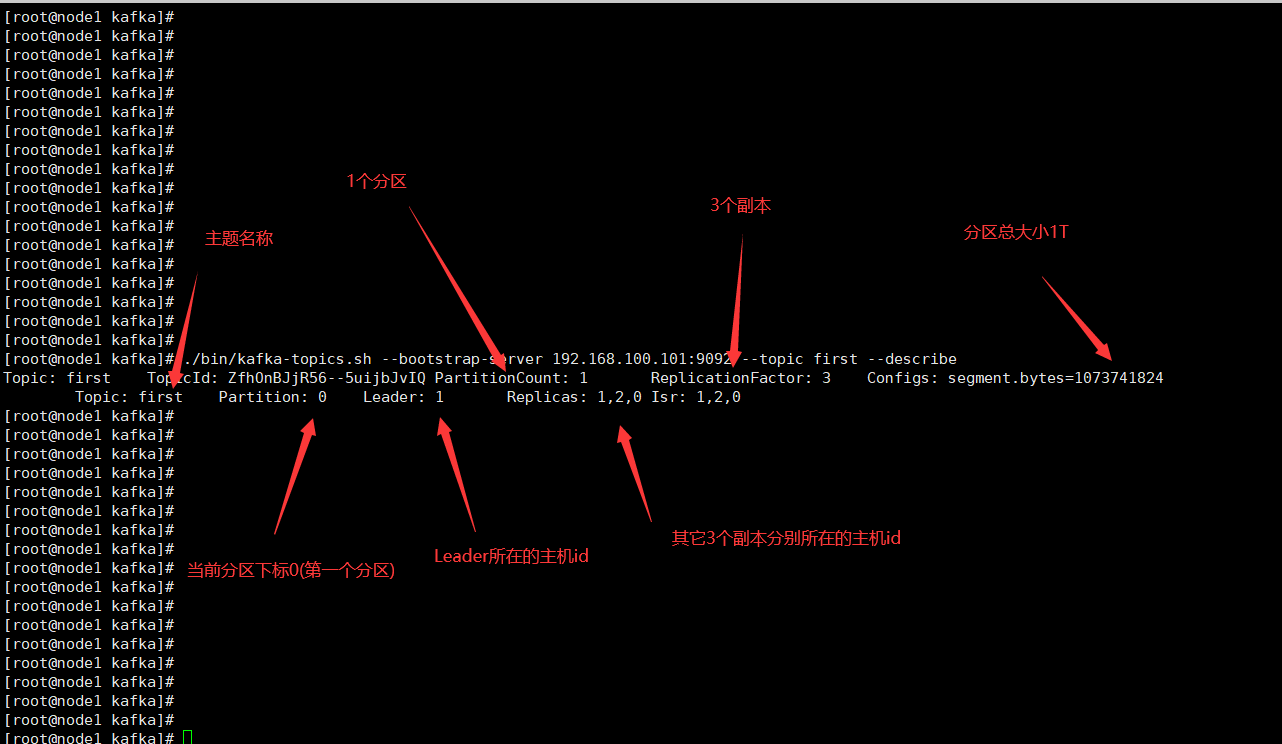 [root@node1 kafka]#
[root@node1 kafka]#
[root@node1 kafka]#
[root@node1 kafka]#
[root@node1 kafka]#
[root@node1 kafka]#
[root@node1 kafka]#
[root@node1 kafka]#
[root@node1 kafka]#
1个分区
[root@node1 kafka]#
3个副本
[root@node1 kafka]#
[root@node1 kafka]#
分区总大小1T
主题名称
[root@node1 kafka]#
[root@node1 kafka]#
[root@node1 kafka]#
[root@node1 kafka]#
[root@node1 kafka]#
[root@node1 kafka]#
[root@node1 kafka]# ./bin/kafka-topics.sh --bootstrap-server 192.168.100.101:9092 --topic first --describe
Topic: first TopicId: ZfhOnBJjR56--5uijbJvIQ PartitionCount: 1 ReplicationFactor: 3 Configs: segment.bytes=1073741824
Topic: first Partition: 0 Leader: 1 Replicas: 1,2,0 Isr: 1,2,0
[root@node1 kafka]#
[root@node1 kafka]#
[root@node1 kafka]#
[root@node1 kafka]#
[root@node1 kafka]#
[root@node1 kafka]#
[root@node1 kafka]#
其它3个副本分别所在的主机id
[root@node1 kafka]#
Leader所在的主机id
[root@node1 kafka]#
当前分区下标0(第一个分区)
[root@node1 kafka]#
[root@node1 kafka]#
[root@node1 kafka]#
[root@node1 kafka]#
[root@node1 kafka]#
[root@node1 kafka]#
[root@node1 kafka]#
[root@node1 kafka]#
[root@node1 kafka]#